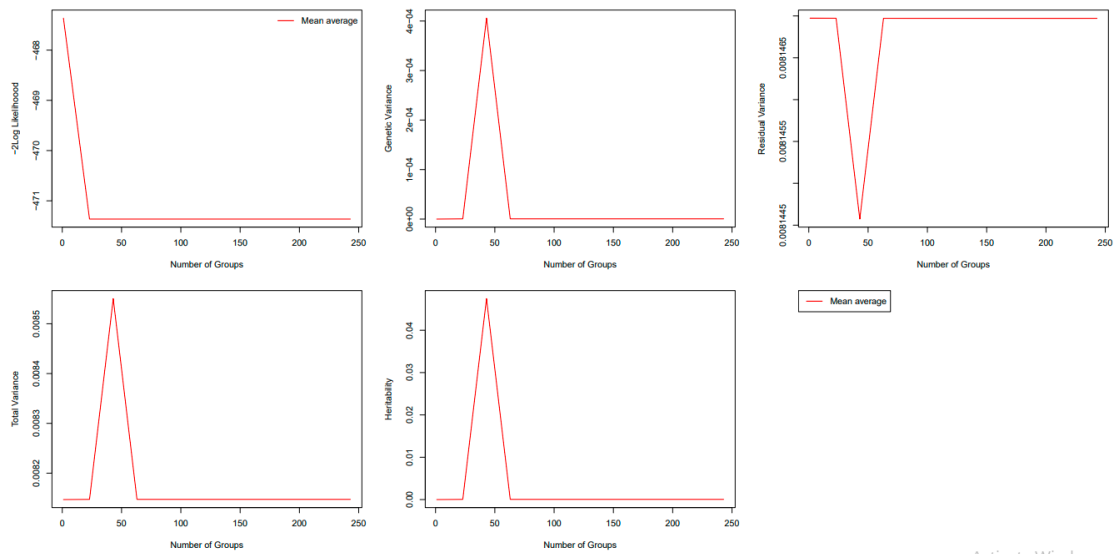 Mean average
−2Log Likelihoood
−468
−469
−470
−471
0 50 100 150 200 250
Number of Groups
Genetic Variance
4e−04
3e−04
2e−04
1e−04
0e+00
0 50 100 150 200 250
Number of Groups
Residual Variance
0.0081465
0.0081455
0.0081445
0 50 100 150 200 250
Number of Groups
Total Variance
0.0085
0.0084
0.0083
0.0082
0 50 100 150 200 250
Number of Groups
Heritability
0.04
0.03
0.02
0.01
0.00
0 50 100 150 200 250
Number of Groups
Mean average